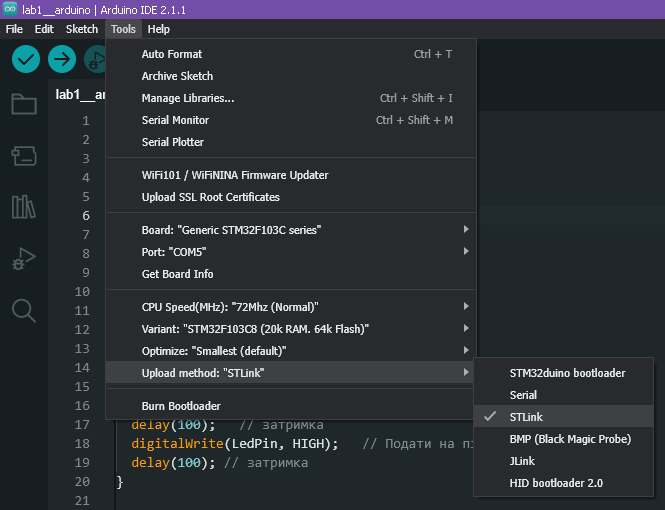 lab1__arduino | Arduino IDE 2.1.1
File Edit Sketch Tools Help
Auto Format Ctrl + T
Archive Sketch
Manage Libraries... Ctrl + Shift + I
Serial Monitor Ctrl + Shift + M
Serial Plotter
WiFi101 / WiFiNINA Firmware Updater
Upload SSL Root Certificates
Board: "Generic STM32F103C series"
Port: "COM5"
Get Board Info
CPU Speed(MHz): "72Mhz (Normal)"
Variant: "STM32F103C8 (20k RAM. 64k Flash)"
Optimize: "Smallest (default)"
Upload method: "STLink"
Burn Bootloader
STM32duino bootloader
Serial
STLink
BMP (Black Magic Probe)
JLink
HID bootloader 2.0
1
2
3
4
5
6
7
8
9
10
11
12
13
14
15
16
17 delay(100); // затримка
18 digitalWrite(LedPin, HIGH); // Подати на
19 delay(100); // затримка
20 }
21